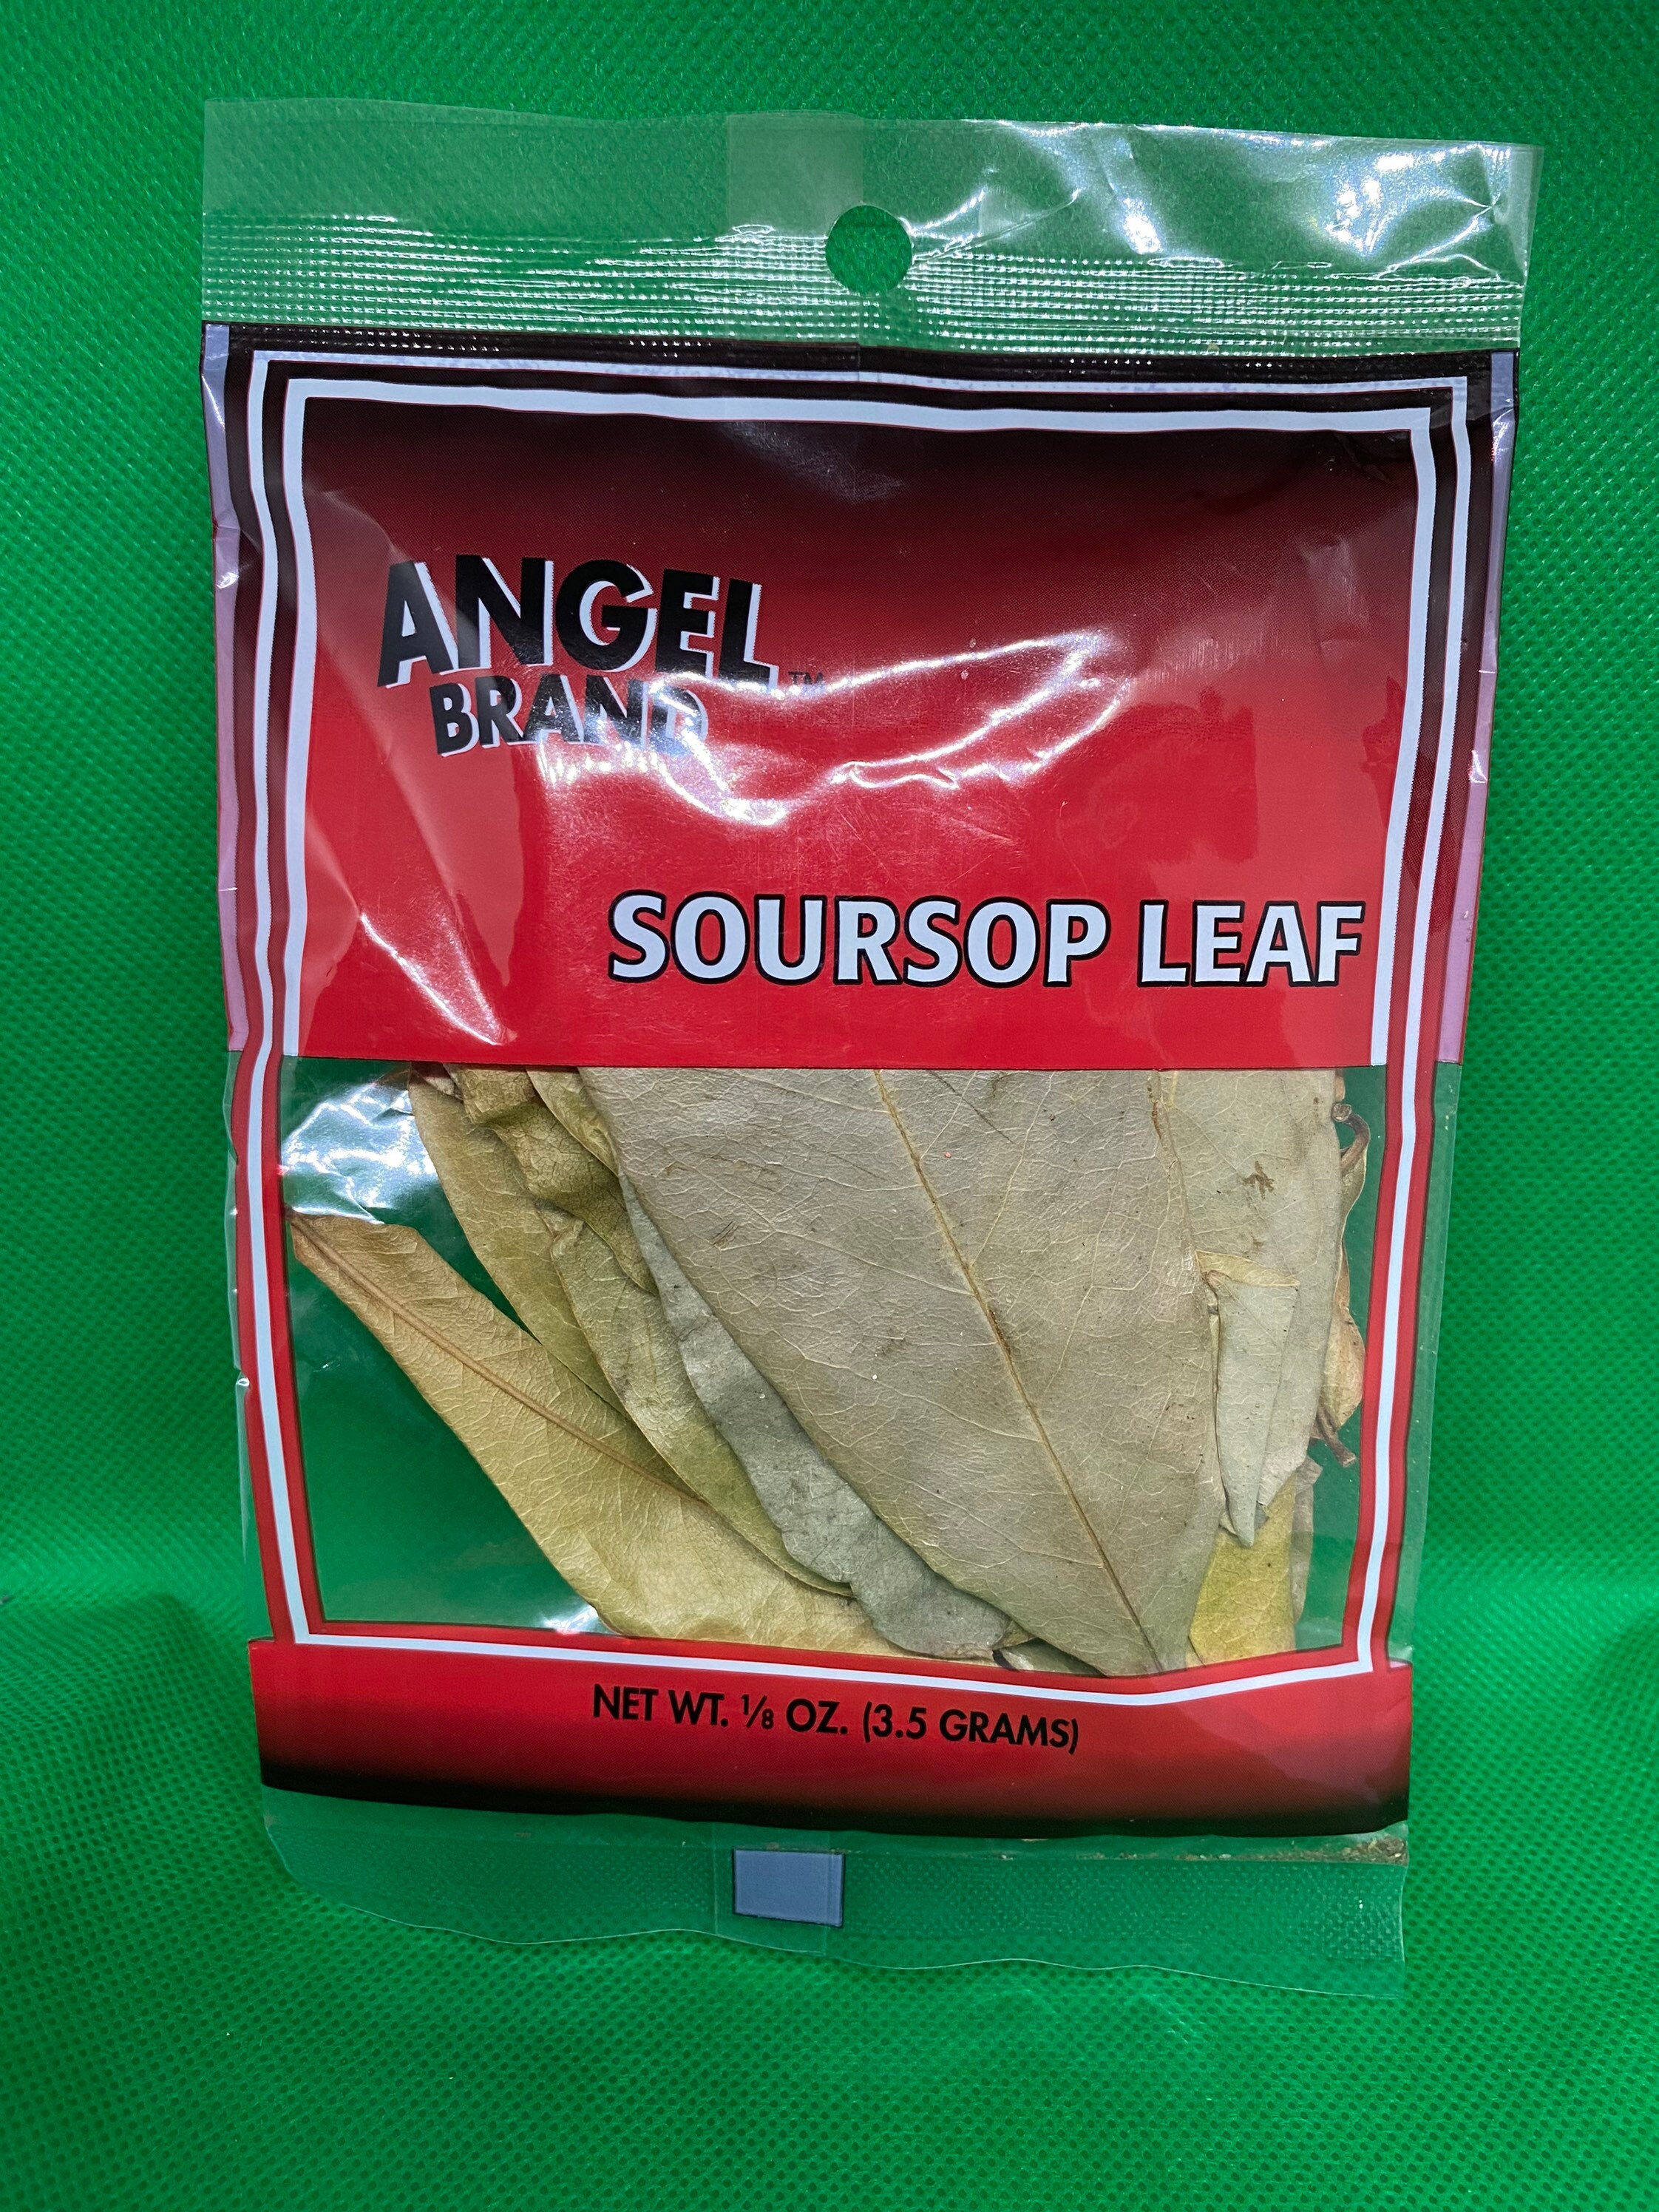 ANGEL
BRAND™
SOURSOP LEAF
NET WT. ⅛ OZ. (3.5 GRAMS)